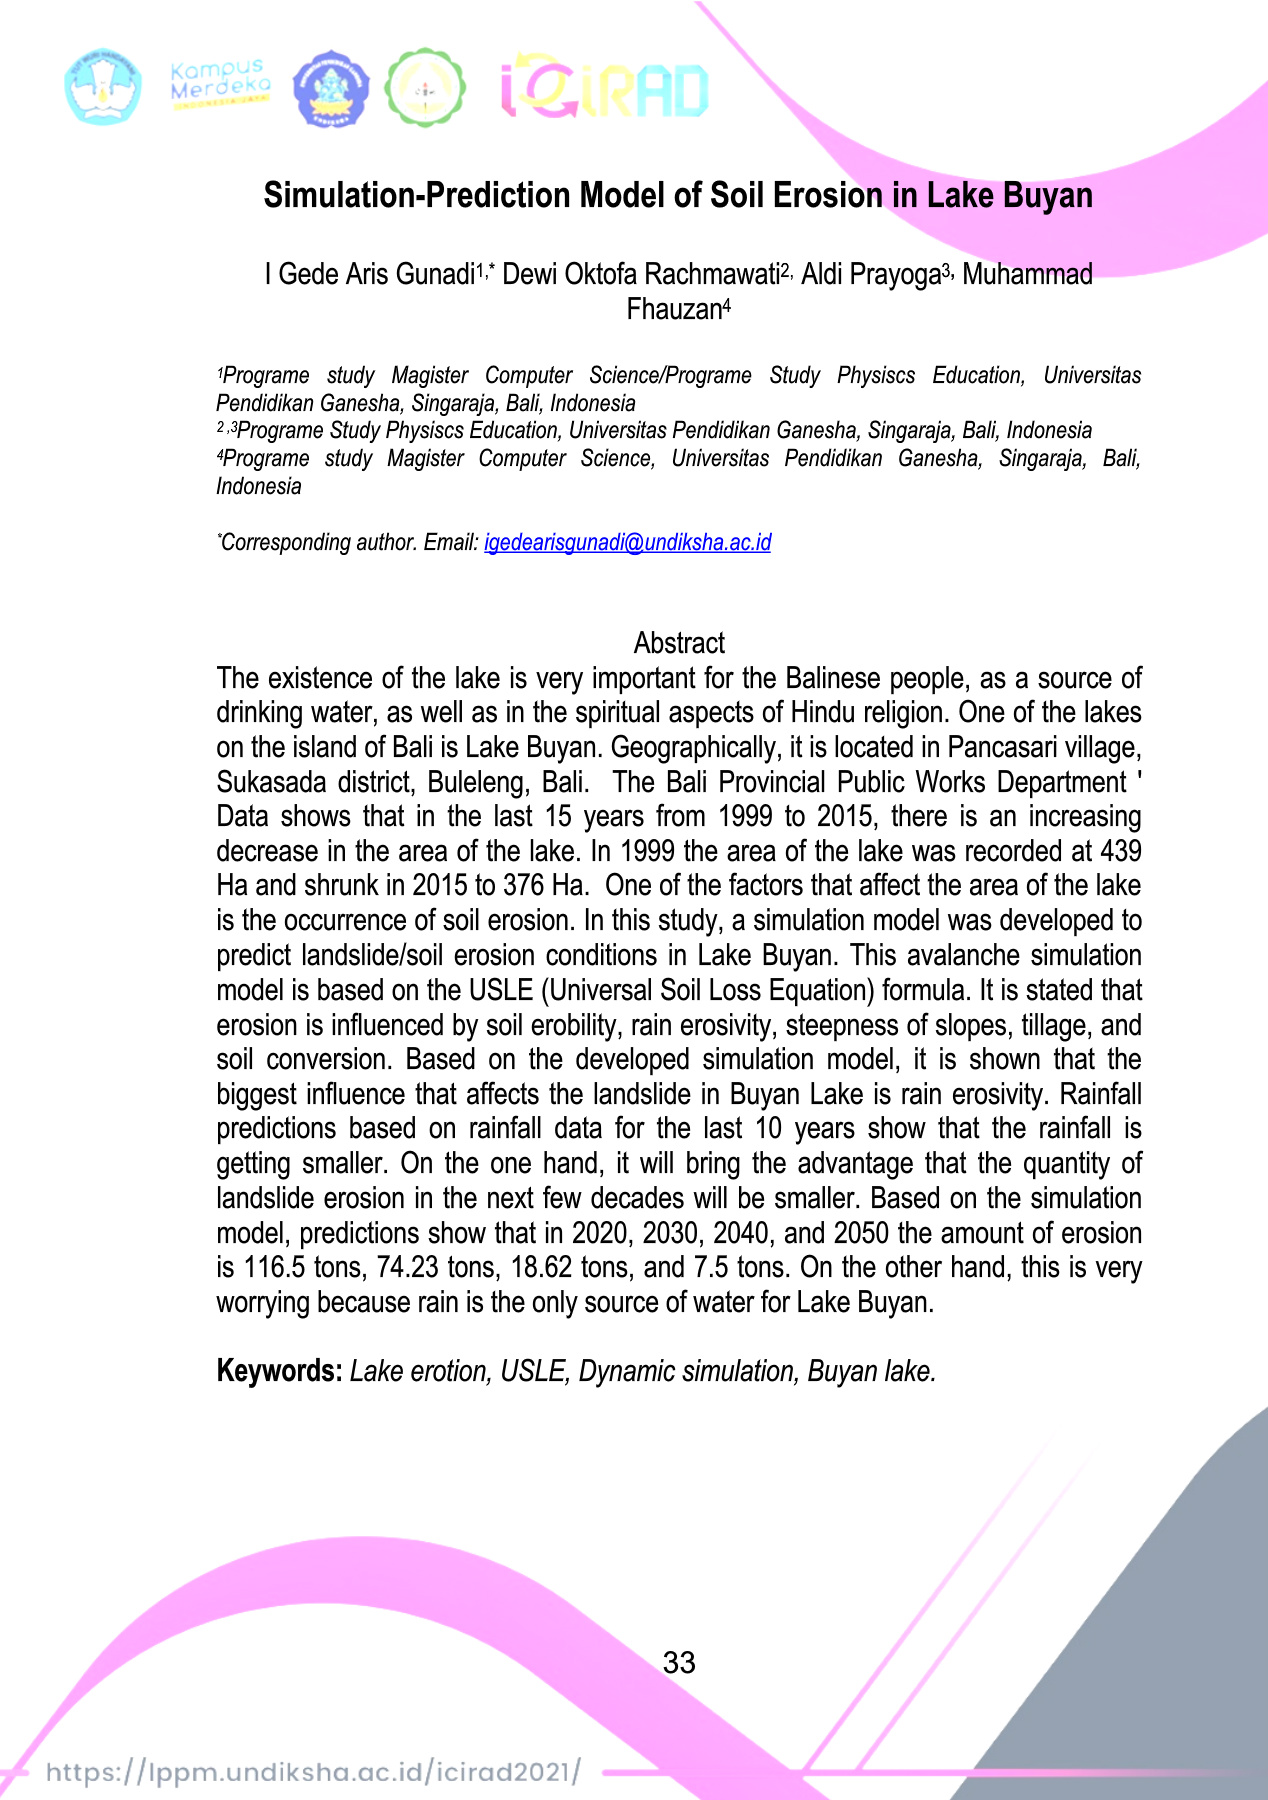 Kampus
Merdeka
INDONESIA JAYA
iCiRAD
Simulation-Prediction Model of Soil Erosion in Lake Buyan
I Gede Aris Gunadi1,* Dewi Oktofa Rachmawati2, Aldi Prayoga3, Muhammad
Fhauzan4
1Programe study Magister Computer Science/Programe Study Physiscs Education, Universitas
Pendidikan Ganesha, Singaraja, Bali, Indonesia
2 ,3Programe Study Physiscs Education, Universitas Pendidikan Ganesha, Singaraja, Bali, Indonesia
4Programe study Magister Computer Science, Universitas Pendidikan Ganesha, Singaraja, Bali,
Indonesia
*Corresponding author. Email: igedearisgunadi@undiksha.ac.id
Abstract
The existence of the lake is very important for the Balinese people, as a source of
drinking water, as well as in the spiritual aspects of Hindu religion. One of the lakes
on the island of Bali is Lake Buyan. Geographically, it is located in Pancasari village,
Sukasada district, Buleleng, Bali.  The Bali Provincial Public Works Department '
Data shows that in the last 15 years from 1999 to 2015, there is an increasing
decrease in the area of the lake. In 1999 the area of the lake was recorded at 439
Ha and shrunk in 2015 to 376 Ha.  One of the factors that affect the area of the lake
is the occurrence of soil erosion. In this study, a simulation model was developed to
predict landslide/soil erosion conditions in Lake Buyan. This avalanche simulation
model is based on the USLE (Universal Soil Loss Equation) formula. It is stated that
erosion is influenced by soil erobility, rain erosivity, steepness of slopes, tillage, and
soil conversion. Based on the developed simulation model, it is shown that the
biggest influence that affects the landslide in Buyan Lake is rain erosivity. Rainfall
predictions based on rainfall data for the last 10 years show that the rainfall is
getting smaller. On the one hand, it will bring the advantage that the quantity of
landslide erosion in the next few decades will be smaller. Based on the simulation
model, predictions show that in 2020, 2030, 2040, and 2050 the amount of erosion
is 116.5 tons, 74.23 tons, 18.62 tons, and 7.5 tons. On the other hand, this is very
worrying because rain is the only source of water for Lake Buyan.
Keywords: Lake erotion, USLE, Dynamic simulation, Buyan lake.
33
https://lppm.undiksha.ac.id/icirad2021/